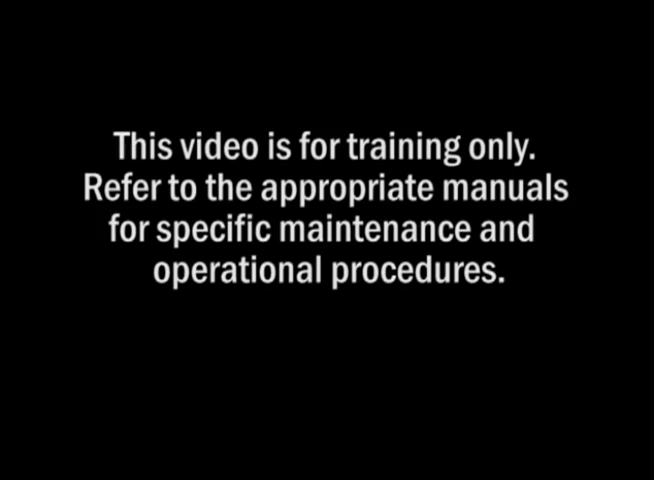 This video is for training only.
Refer to the appropriate manuals
for specific maintenance and
operational procedures.